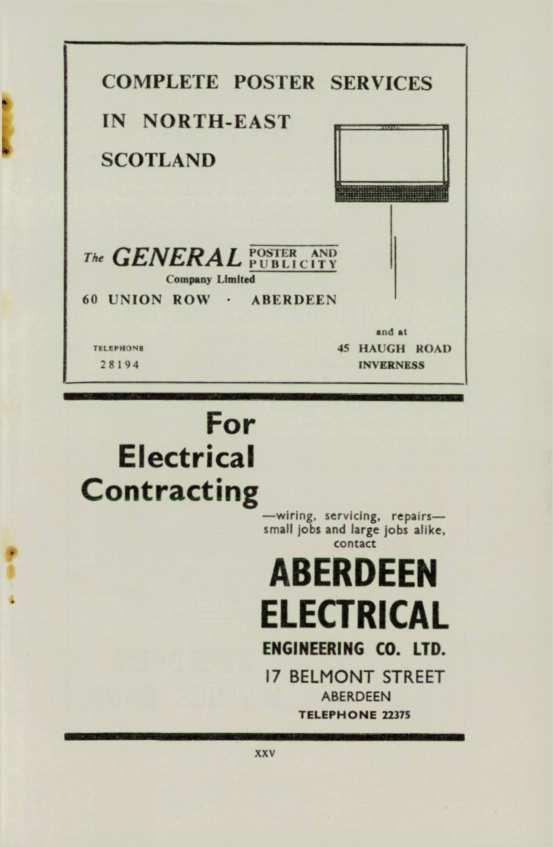 COMPLETE POSTER SERVICES
IN NORTH-EAST
SCOTLAND
The GENERAL POSTER AND PUBLICITY
Company Limited
60 UNION ROW · ABERDEEN
TELEPHONE
28194
and at
45 HAUGH ROAD
INVERNESS
For
Electrical
Contracting
—wiring, servicing, repairs—
small jobs and large jobs alike,
contact
ABERDEEN
ELECTRICAL
ENGINEERING CO. LTD.
17 BELMONT STREET
ABERDEEN
TELEPHONE 22375
XXV